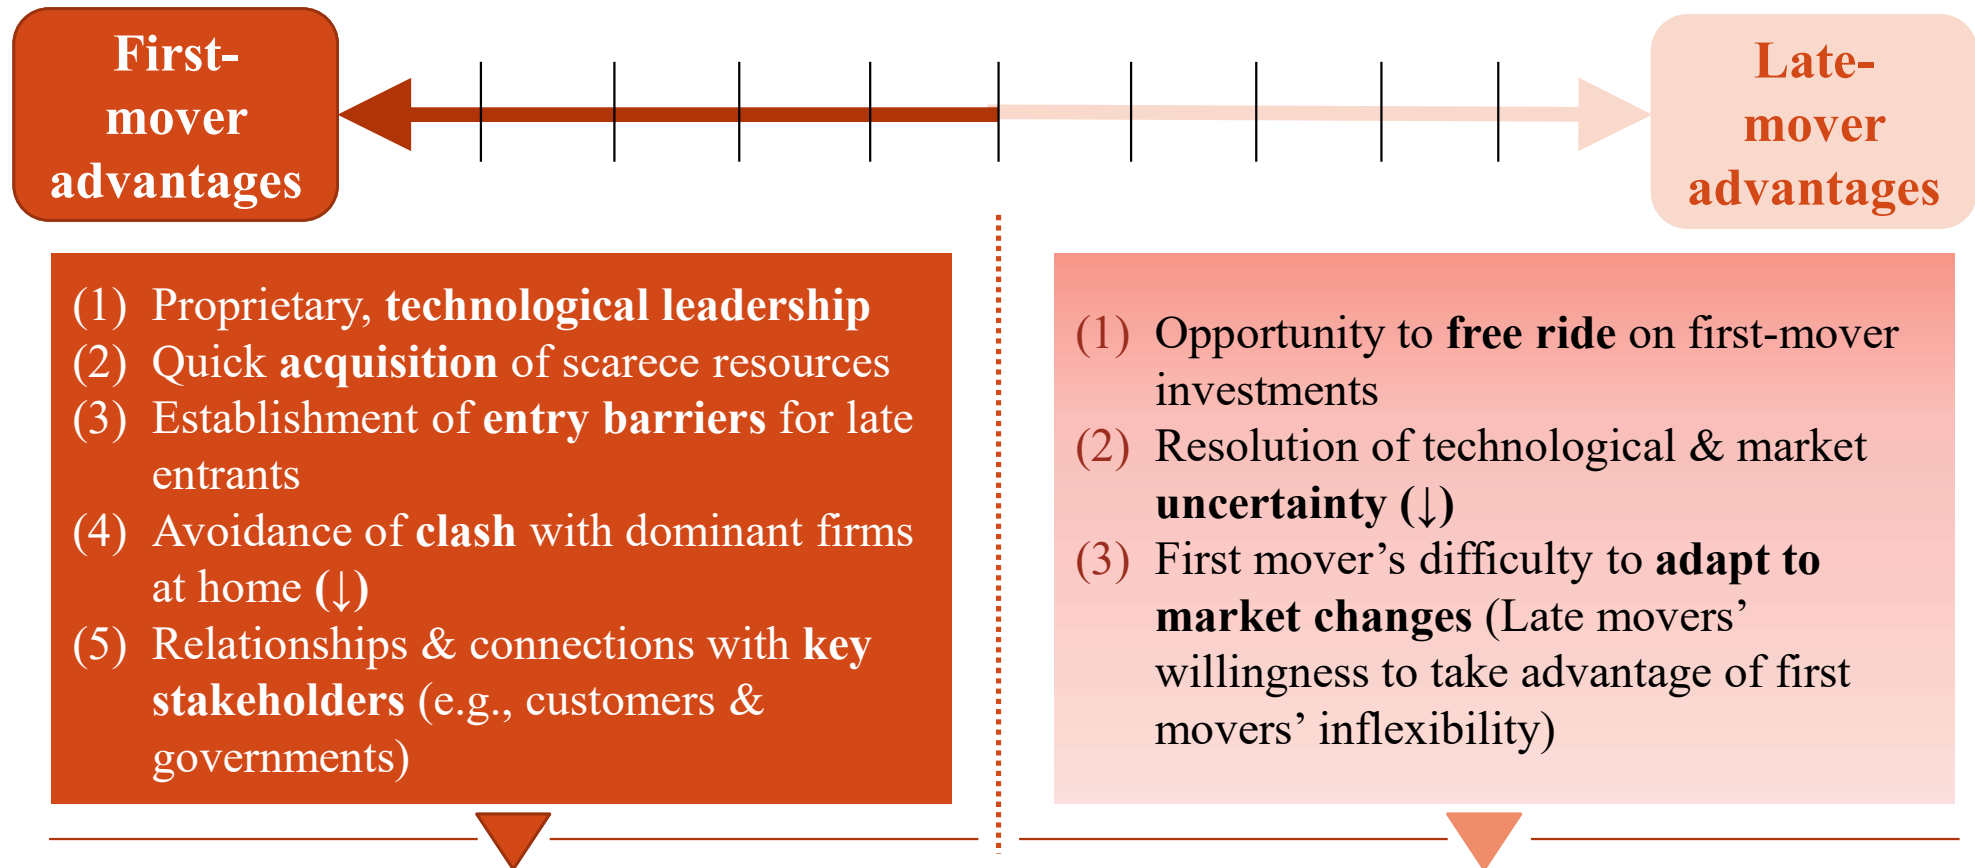 First-
mover
advantages
Late-
mover
advantages
(1) Proprietary, technological leadership
(2) Quick acquisition of scarece resources
(3) Establishment of entry barriers for late
entrants
(4) Avoidance of clash with dominant firms
at home (↓)
(5) Relationships & connections with key
stakeholders (e.g., customers &
governments)
(1) Opportunity to free ride on first-mover
investments
(2) Resolution of technological & market
uncertainty (↓)
(3) First mover’s difficulty to adapt to
market changes (Late movers’
willingness to take advantage of first
movers’ inflexibility)